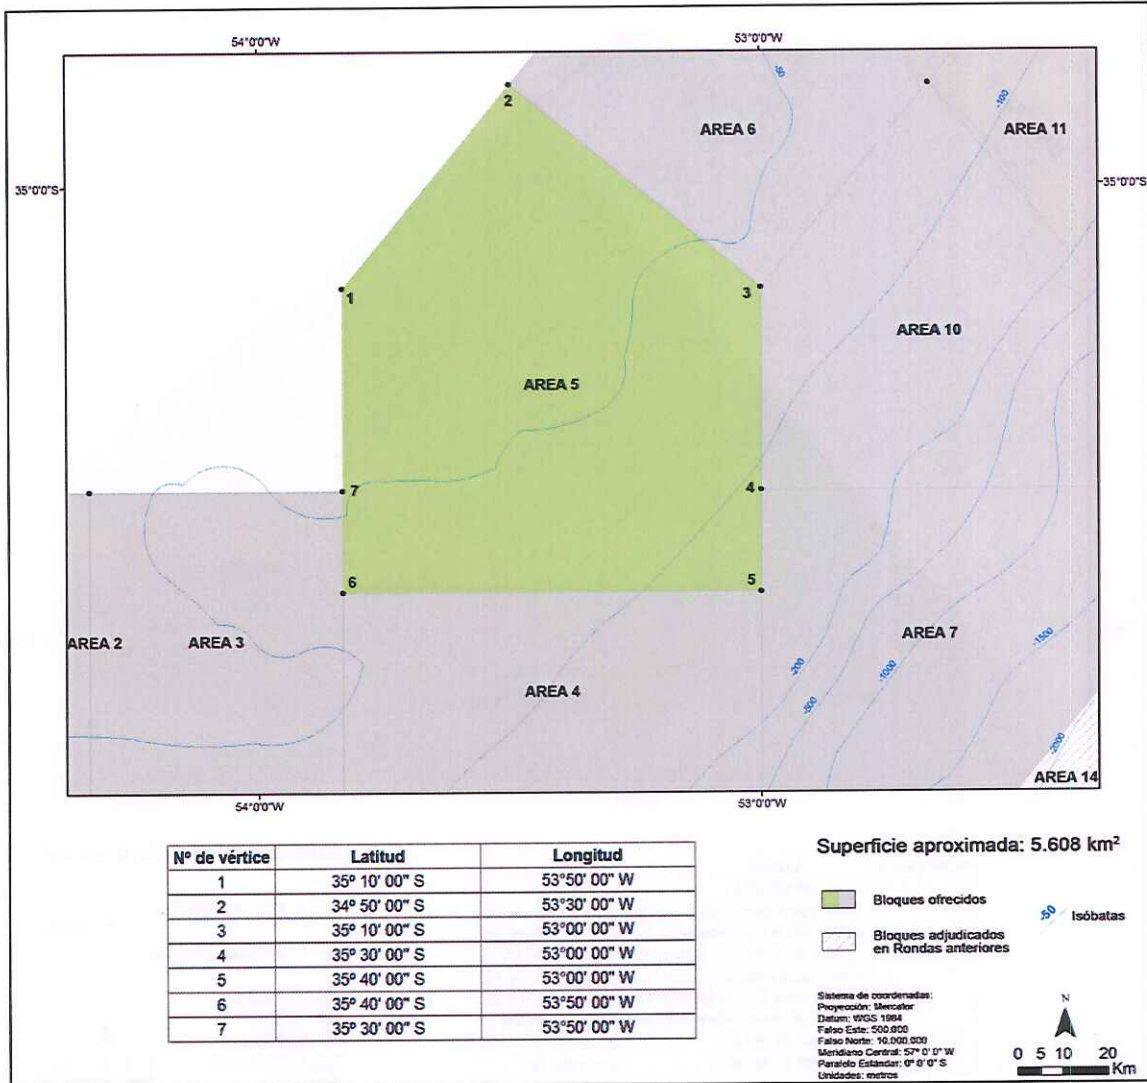 54°0'0"W
53°0'0"W
2
-50
-100
AREA 6
AREA 11
35°0'0"S
35°0'0"S
1
3
AREA 10
AREA 5
7
4
6
5
AREA 2
AREA 3
AREA 7
-1500
AREA 4
-200
-1000
-500
-2000
AREA 14
54°0'0"W
53°0'0"W
Nº de vértice Latitud Longitud
1 35º 10' 00" S 53°50' 00" W
2 34º 50' 00" S 53°30' 00" W
3 35º 10' 00" S 53°00' 00" W
4 35º 30' 00" S 53°00' 00" W
5 35º 40' 00" S 53°00' 00" W
6 35º 40' 00" S 53°50' 00" W
7 35º 30' 00" S 53°50' 00" W
Superficie aproximada: 5.608 km²
Bloques ofrecidos
-50 Isóbatas
Bloques adjudicados
en Rondas anteriores
Sistema de coordenadas:
Proyección: Mercator
Datum: WGS 1984
Falso Este: 500.000
Falso Norte: 10.000.000
Meridiano Central: 57° 0' 0" W
Paralelo Estándar: 0° 0' 0" S
Unidades: metros
N
0 5 10 20
Km